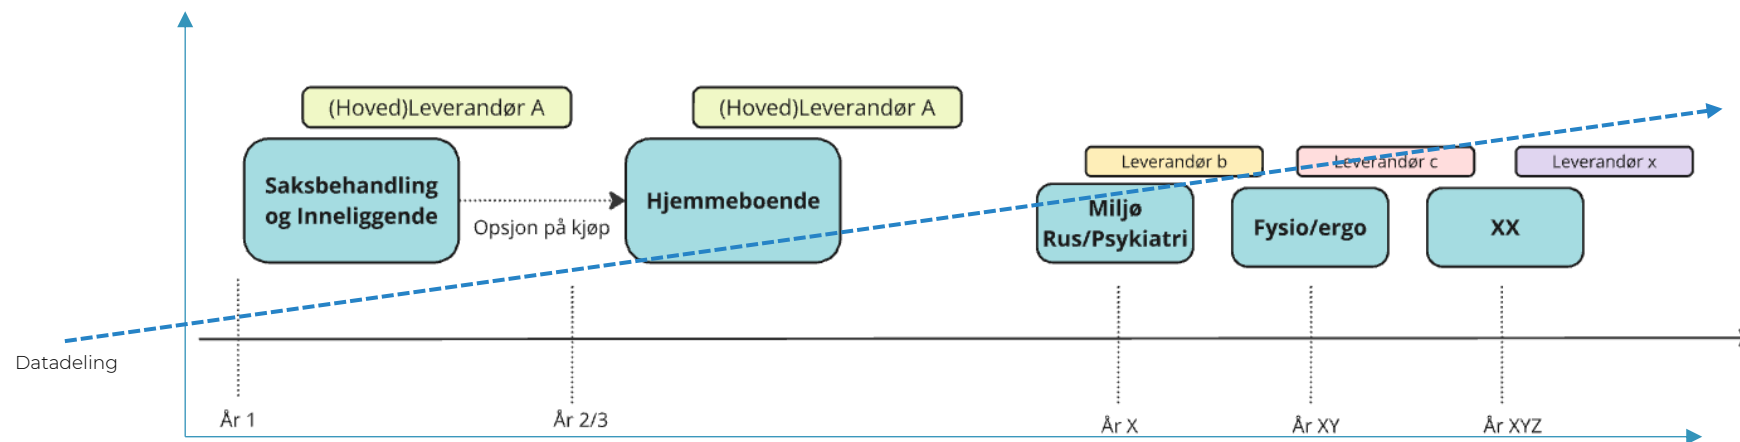 (Hoved)Leverandør A
(Hoved)Leverandør A
Leverandør b
Leverandør c
Leverandør x
Saksbehandling
og Inneliggende
Opsjon på kjøp
Hjemmeboende
Miljø
Rus/Psykiatri
Fysio/ergo
XX
Datadeling
År 1
År 2/3
År X
År XY
År XYZ